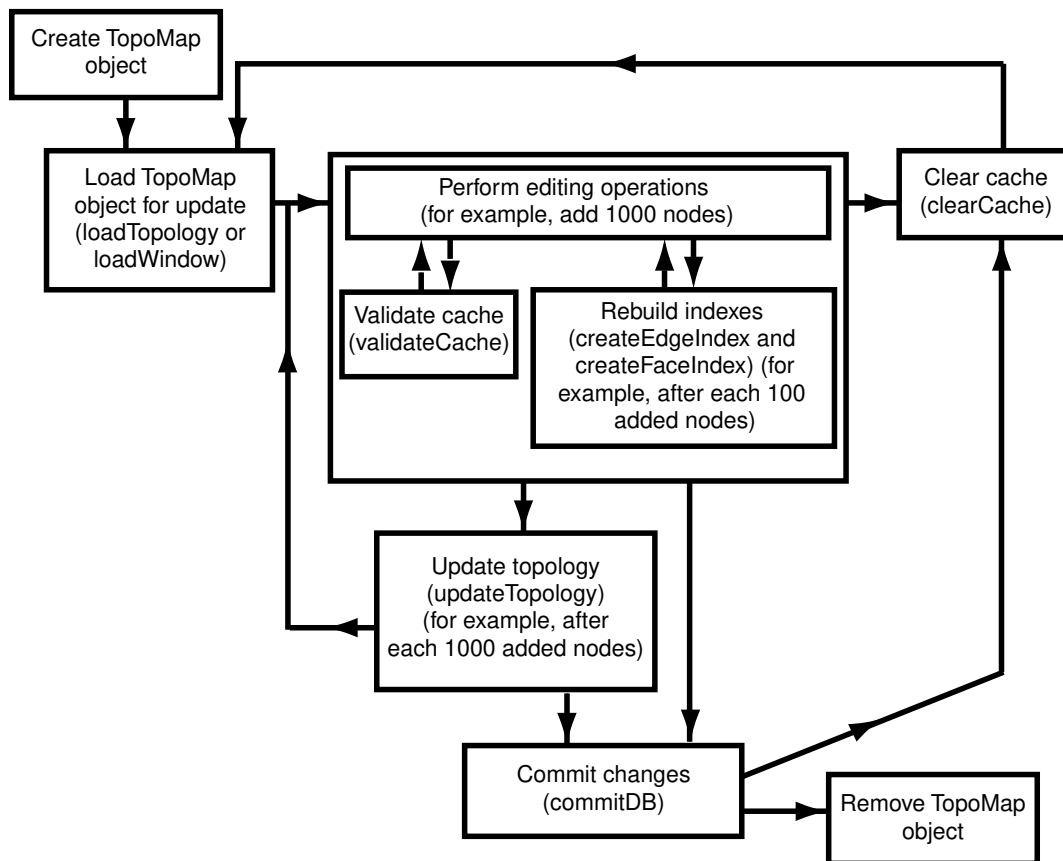 Create TopoMap
object
Load TopoMap
object for update
(loadTopology or
loadWindow)
Perform editing operations
(for example, add 1000 nodes)
Clear cache
(clearCache)
Validate cache
(validateCache)
Rebuild indexes
(createEdgeIndex and
createFaceIndex) (for
example, after each 100
added nodes)
Update topology
(updateTopology)
(for example, after
each 1000 added nodes)
Commit changes
(commitDB)
Remove TopoMap
object